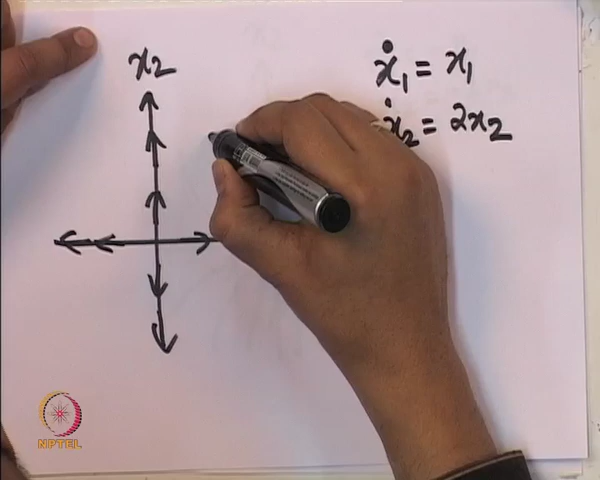 x2
ẋ1 = x1
ẋ2 = 2x2
NPTEL